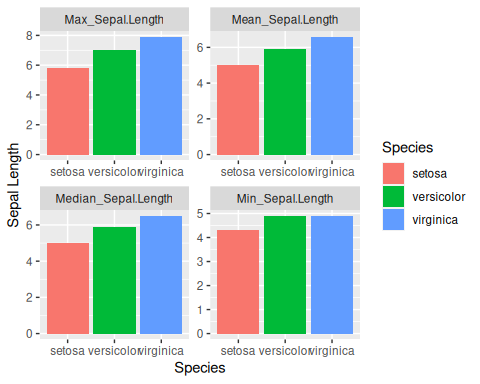 Max_Sepal.Length
Mean_Sepal.Length
8
6
4
2
0
6
4
2
0
setosa versicolor virginica
setosa versicolor virginica
Median_Sepal.Length
Min_Sepal.Length
6
4
2
0
5
4
3
2
1
0
setosa versicolor virginica
setosa versicolor virginica
Sepal Length
Species
Species
setosa
versicolor
virginica